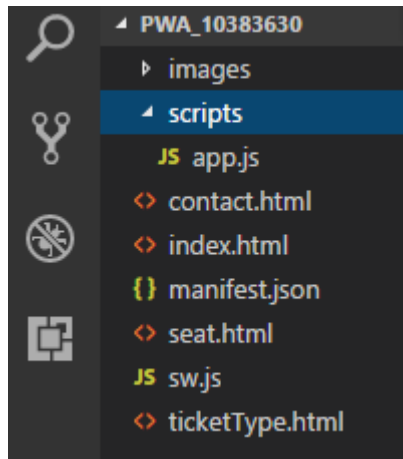 PWA_10383630
images
scripts
JS app.js
<> contact.html
<> index.html
{} manifest.json
<> seat.html
JS sw.js
<> ticketType.html